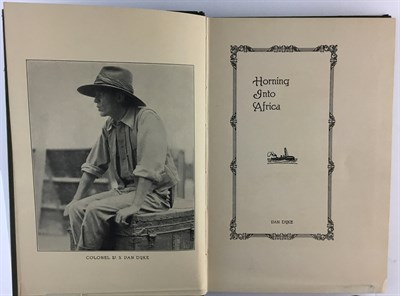 COLONEL W. S. VAN DYKE
Horning
Into
Africa
VAN DYKE